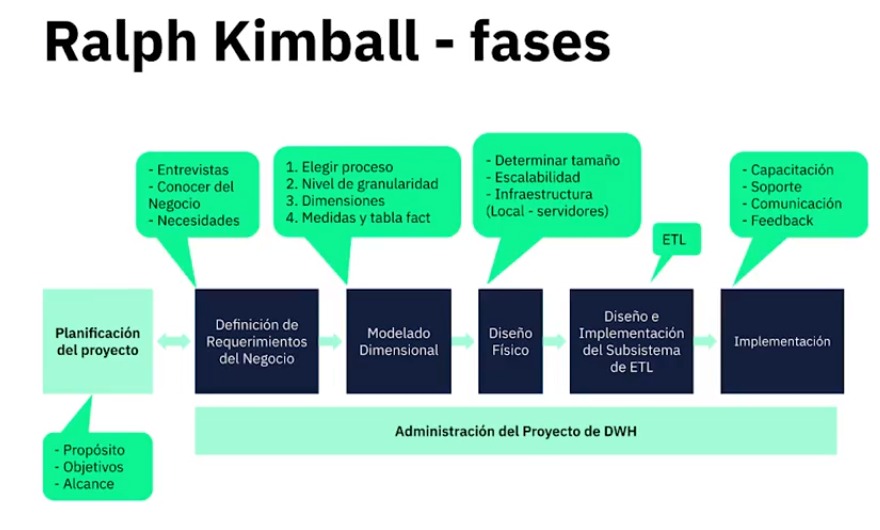 Ralph Kimball - fases
- Entrevistas
- Conocer del
Negocio
- Necesidades
1. Elegir proceso
2. Nivel de granularidad
3. Dimensiones
4. Medidas y tabla fact
- Determinar tamaño
- Escalabilidad
- Infraestructura
(Local - servidores)
ETL
- Capacitación
- Soporte
- Comunicación
- Feedback
Planificación
del proyecto
Definición de
Requerimientos
del Negocio
Modelado
Dimensional
Diseño
Físico
Diseño e
Implementación
del Subsistema
de ETL
Implementación
Administración del Proyecto de DWH
- Propósito
- Objetivos
- Alcance